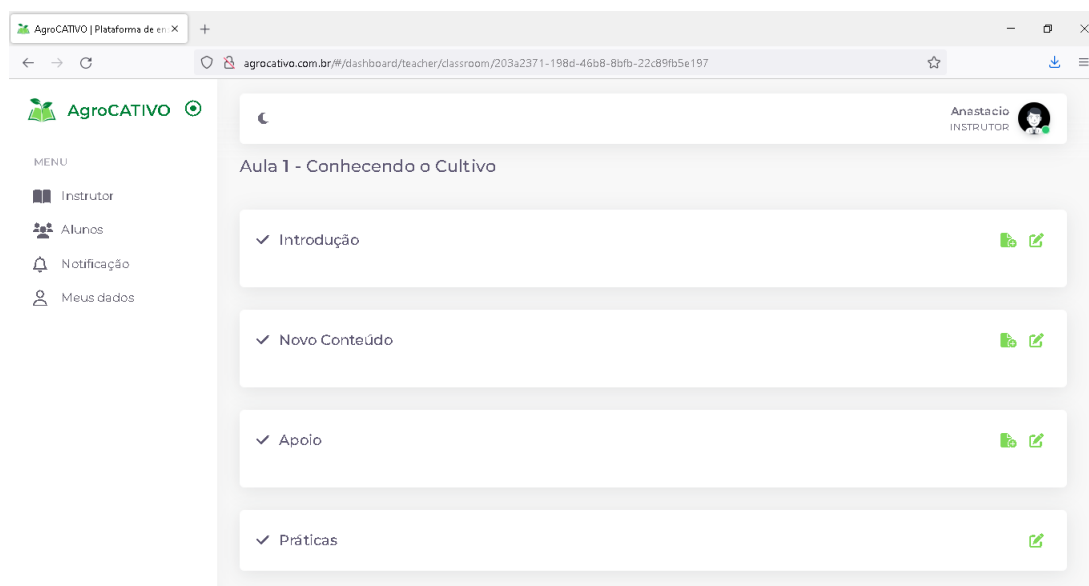 AgroCATIVO | Plataforma de en
agrocativo.com.br/#/dashboard/teacher/classroom/203a2371-198d-46b8-8bfb-22c89fb5e197
AgroCATIVO
MENU
Instrutor
Alunos
Notificação
Meus dados
Anastacio
INSTRUTOR
Aula 1 - Conhecendo o Cultivo
Introdução
Novo Conteúdo
Apoio
Práticas